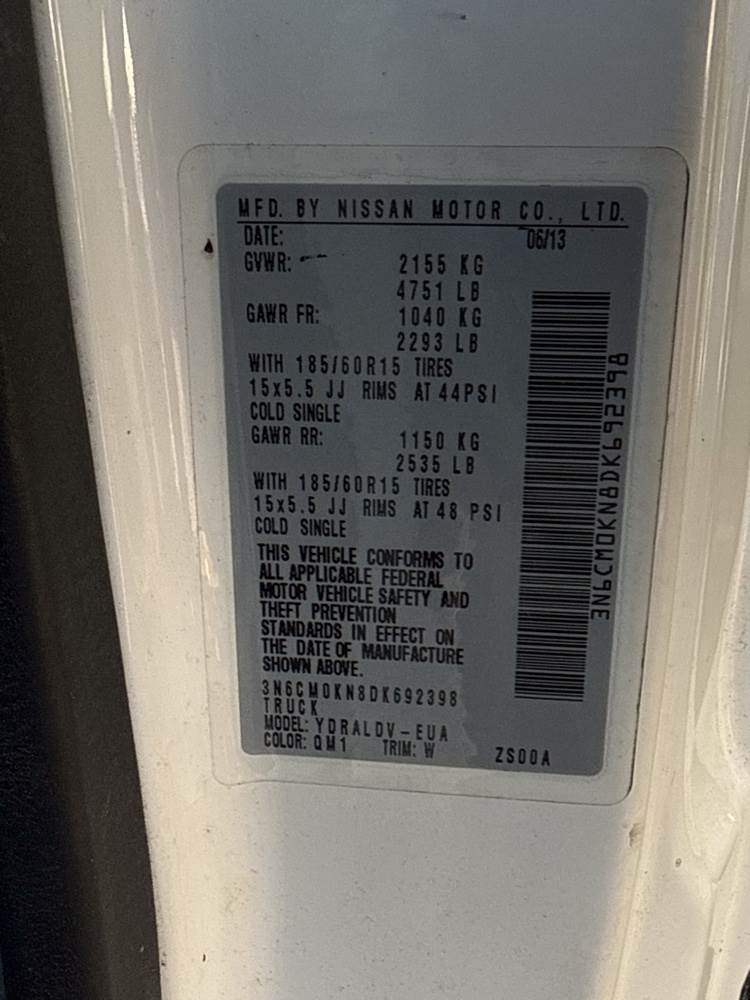 MFD. BY NISSAN MOTOR CO., LTD.
DATE: 06/13
GVWR: 2155 KG
4751 LB
GAWR FR: 1040 KG
2293 LB
WITH 185/60R15 TIRES
15x5.5 JJ RIMS AT 44PSI
COLD SINGLE
GAWR RR: 1150 KG
2535 LB
WITH 185/60R15 TIRES
15x5.5 JJ RIMS AT 48 PSI
COLD SINGLE
THIS VEHICLE CONFORMS TO
ALL APPLICABLE FEDERAL
MOTOR VEHICLE SAFETY AND
THEFT PREVENTION
STANDARDS IN EFFECT ON
THE DATE OF MANUFACTURE
SHOWN ABOVE.
3N6CM0KN8DK692398
TRUCK
MODEL: YDRALDV-EUA
COLOR: QM1 TRIM: W ZS00A
3N6CM0KN8DK692398